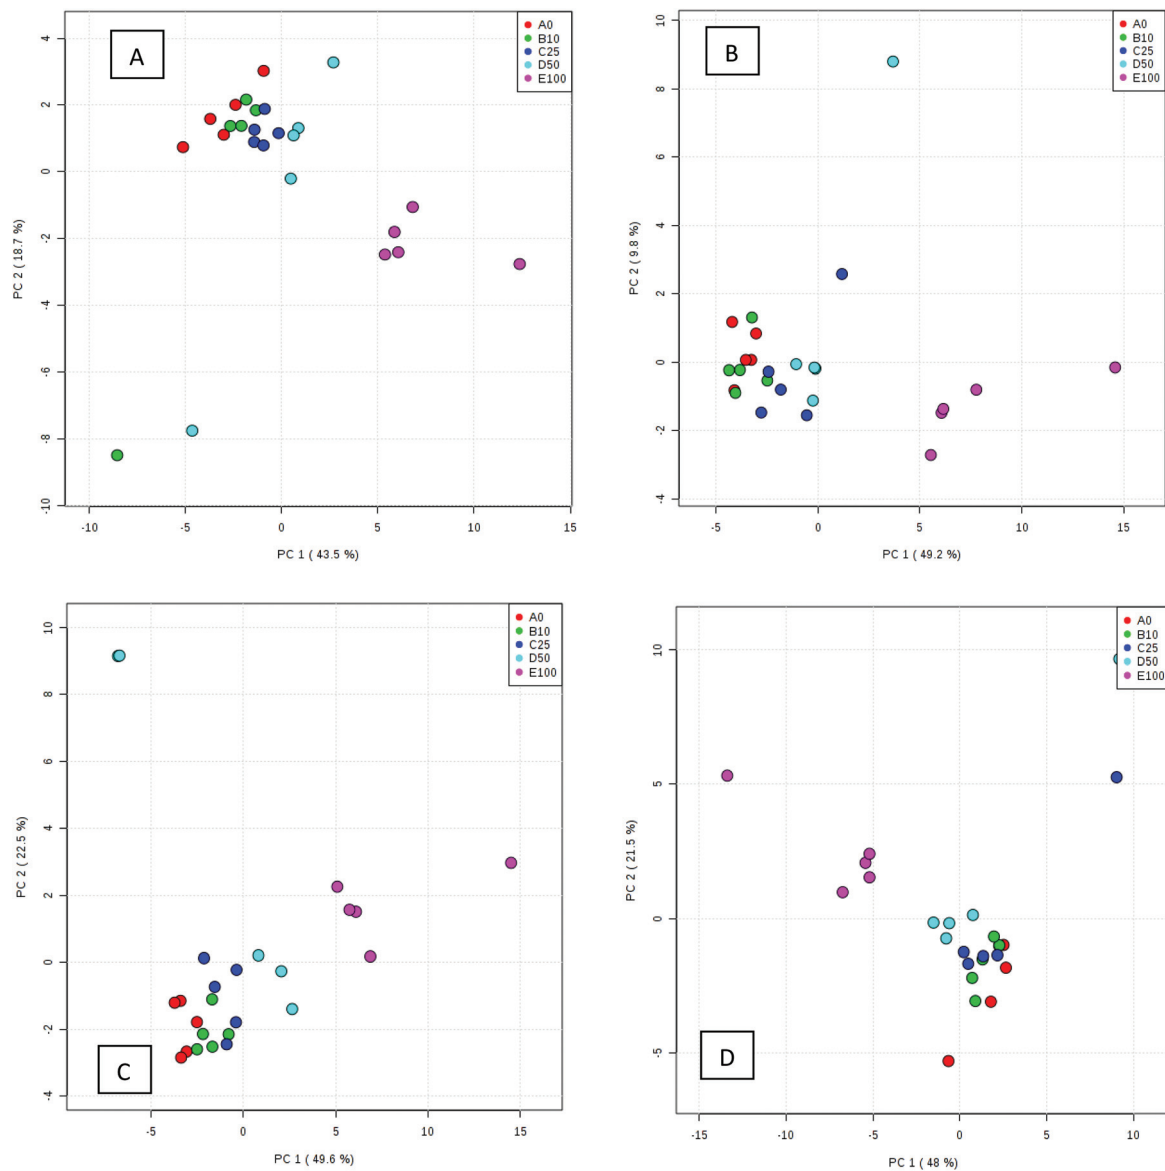 A
A0
B10
C25
D50
E100
4
2
0
-2
-4
-6
-8
-10
PC 2 ( 18.7 %)
-10 -5 0 5 10 15
PC 1 ( 43.5 %)
B
A0
B10
C25
D50
E100
10
8
6
4
2
0
-2
-4
PC 2 ( 9.8 %)
-5 0 5 10 15
PC 1 ( 49.2 %)
C
A0
B10
C25
D50
E100
10
8
6
4
2
0
-2
-4
PC 2 ( 22.5 %)
-5 0 5 10 15
PC 1 ( 49.6 %)
D
A0
B10
C25
D50
E100
10
5
0
-5
PC 2 ( 21.5 %)
-15 -10 -5 0 5 10
PC 1 ( 48 %)